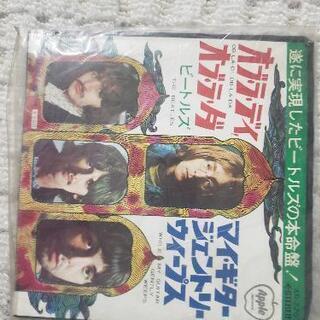 遂に実現したビートルズの本命盤!
オブ・ラ・ディ
オブ・ラ・ダ
OB-LA-DI, OB-LA-DA
ビートルズ
THE BEATLES
マイ・ギター
ジェントリー
ウィープス
WHILE MY GUITAR
GENTLY
WEEPS
Apple